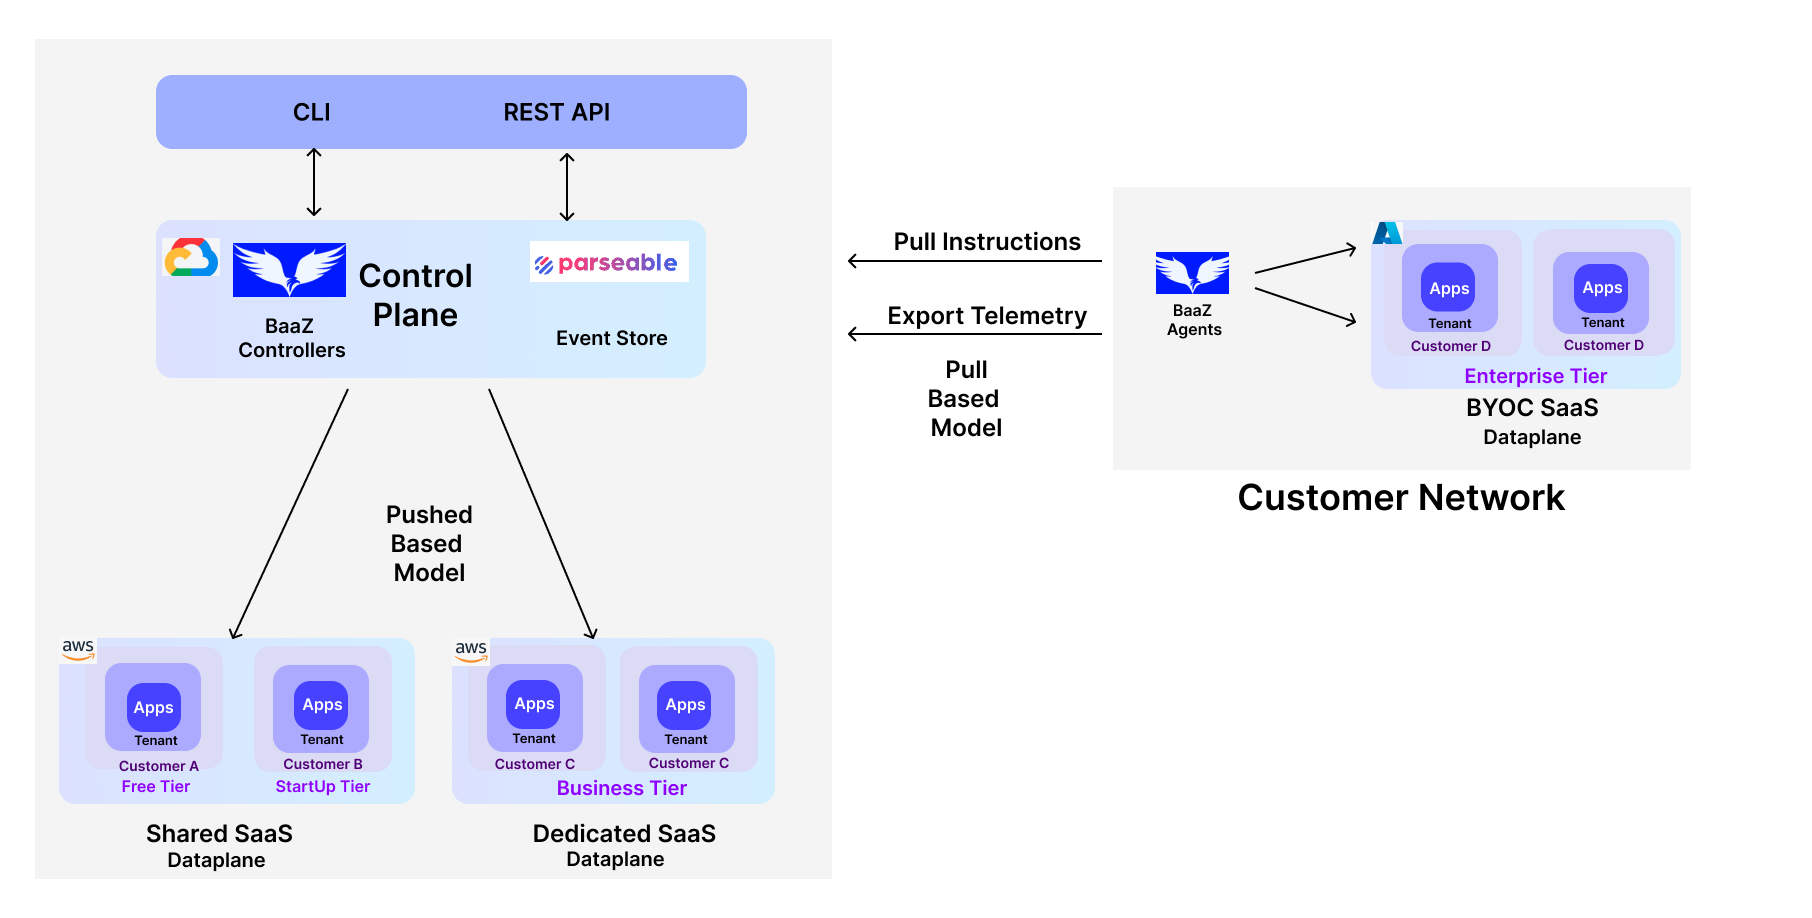 CLI
REST API
BaaZ
Controllers
Control
Plane
parseable
Event Store
Pushed
Based
Model
aws
Apps
Tenant
Customer A
Free Tier
Apps
Tenant
Customer B
StartUp Tier
Shared SaaS
Dataplane
aws
Apps
Tenant
Customer C
Apps
Tenant
Customer C
Business Tier
Dedicated SaaS
Dataplane
Pull Instructions
Export Telemetry
Pull
Based
Model
BaaZ
Agents
Apps
Tenant
Customer D
Apps
Tenant
Customer D
Enterprise Tier
BYOC SaaS
Dataplane
Customer Network